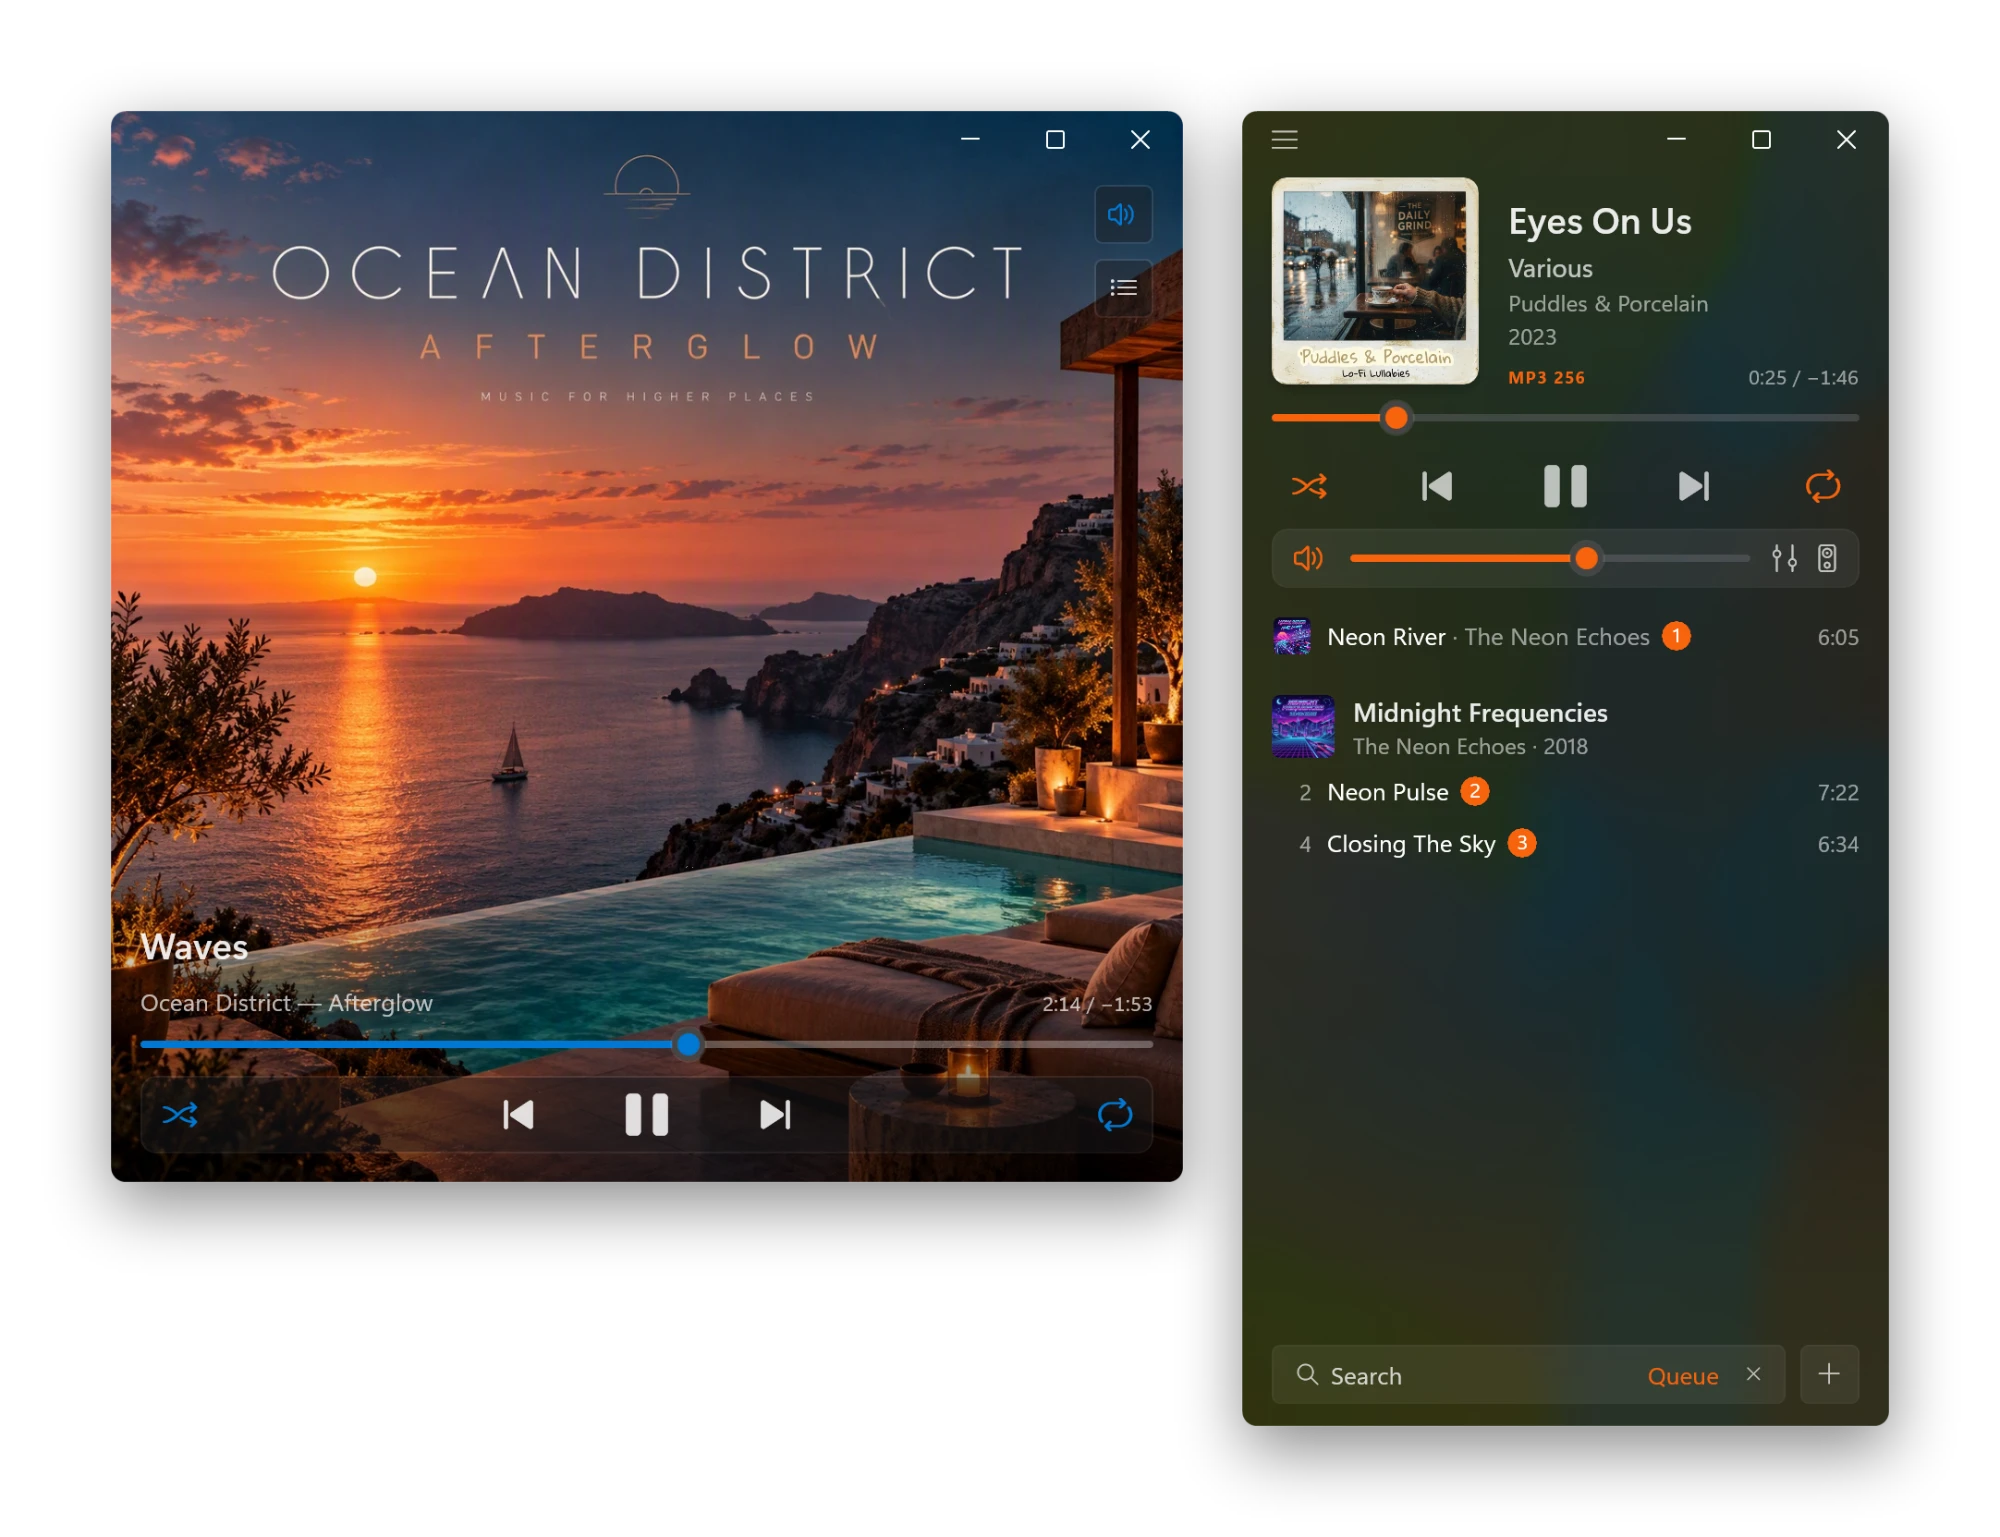 OCEAN DISTRICT
AFTERGLOW
MUSIC FOR HIGHER PLACES
Waves
Ocean District — Afterglow
2:14 / −1:53
THE
DAILY
GRIND
Puddles & Porcelain
Lo-Fi Lullabies
Eyes On Us
Various
Puddles & Porcelain
2023
MP3 256
0:25 / −1:46
Neon River · The Neon Echoes 1 6:05
Midnight Frequencies
The Neon Echoes · 2018
2 Neon Pulse 2 7:22
4 Closing The Sky 3 6:34
Search Queue